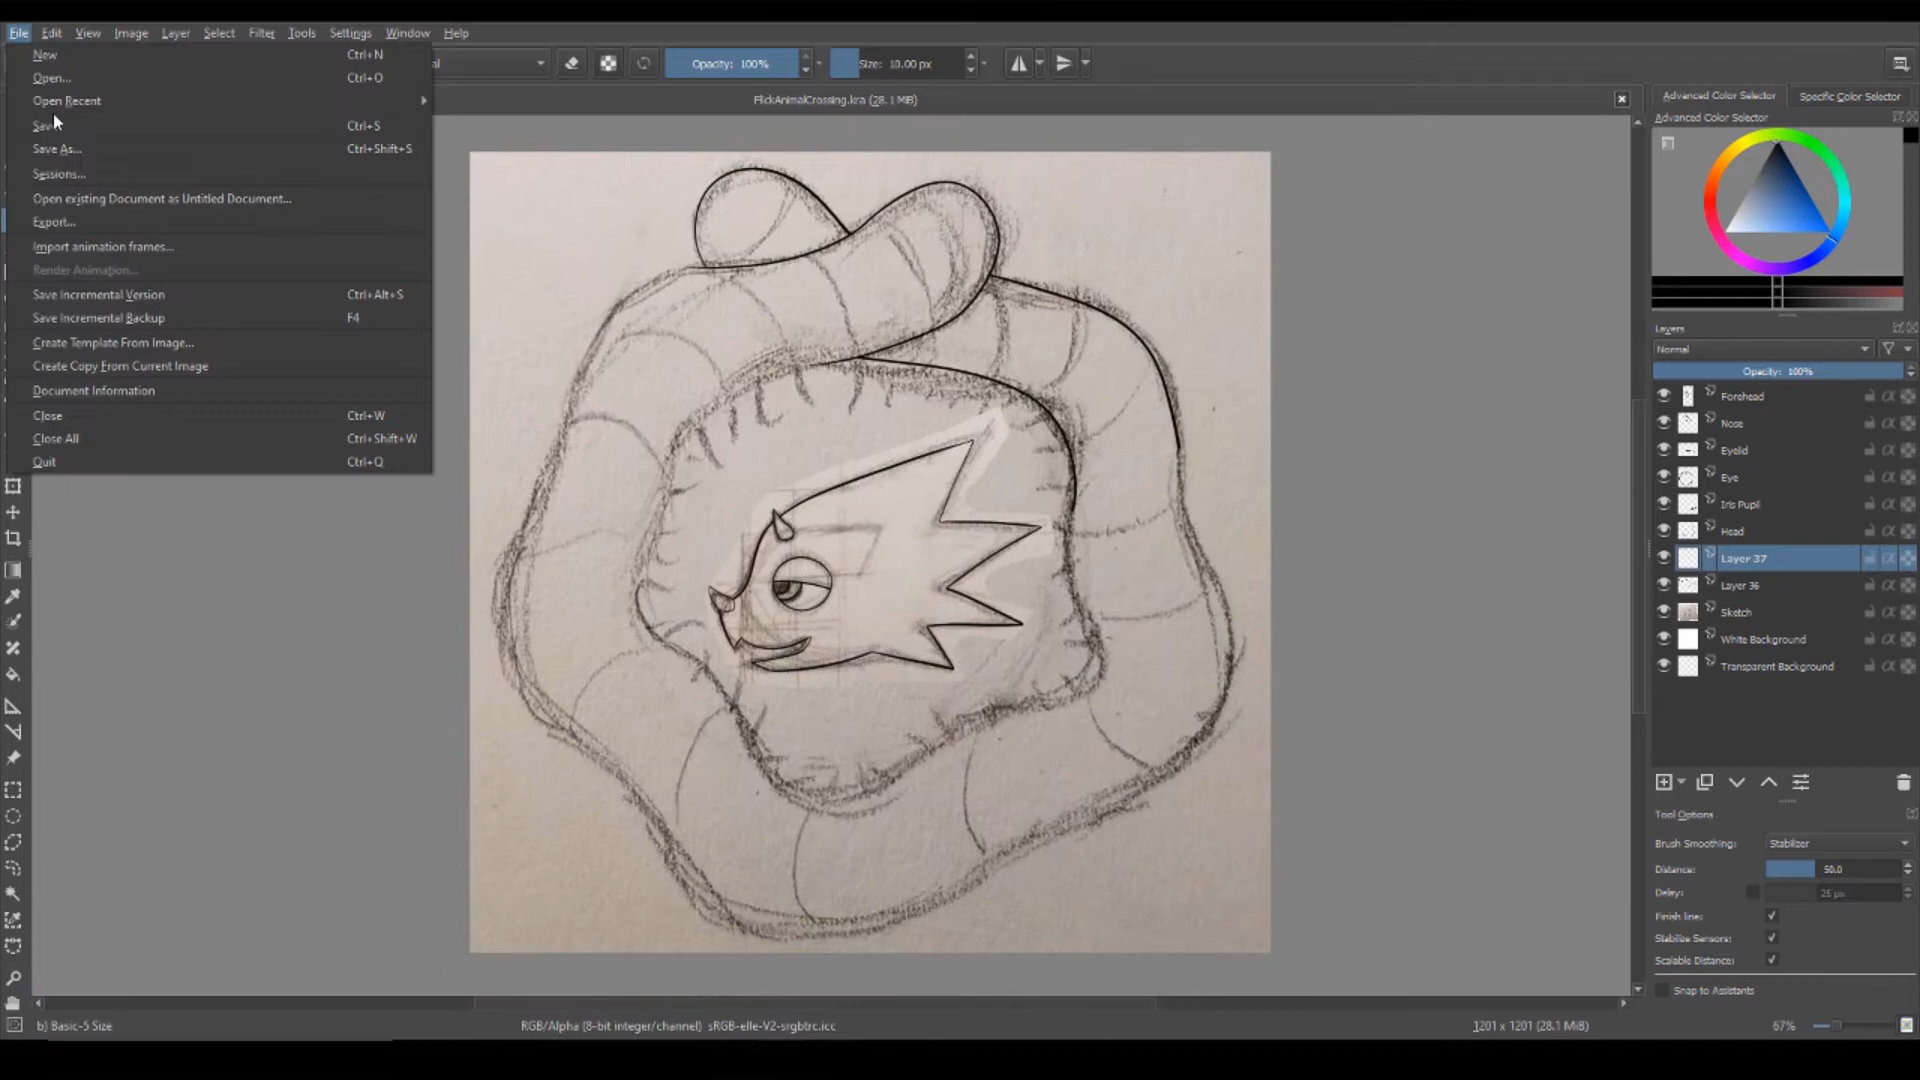 File Edit View Image Layer Select Filter Tools Settings Window Help
New Ctrl+N
Open... Ctrl+O
Open Recent
Save Ctrl+S
Save As... Ctrl+Shift+S
Sessions...
Open existing Document as Untitled Document...
Export...
Import animation frames...
Render Animation...
Save Incremental Version Ctrl+Alt+S
Save Incremental Backup F4
Create Template From Image...
Create Copy From Current Image
Document Information
Close Ctrl+W
Close All Ctrl+Shift+W
Quit Ctrl+Q
Opacity: 100% Size: 10.00 px
FlickAnimalCrossing.kra (28.1 MiB)
Advanced Color Selector Specific Color Selector
Advanced Color Selector
Layers
Normal
Opacity: 100%
Forehead
Nose
Eyelid
Eye
Iris Pupil
Head
Layer 37
Layer 36
Sketch
White Background
Transparent Background
Tool Options
Brush Smoothing: Stabilizer
Distance: 50.0
Delay: 25 px
Finish line:
Stabilize Sensors:
Scalable Distance:
Snap to Assistants
b) Basic-5 Size RGB/Alpha (8-bit integer/channel) sRGB-elle-V2-srgbtrc.icc 1201 x 1201 (28.1 MiB) 67%